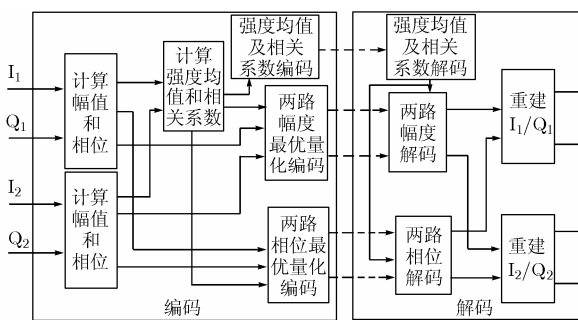 I₁
Q₁
I₂
Q₂
计算
幅值
和
相位
计算
幅值
和
相位
计算
强度均
值和相
关系数
强度均值
及相关
系数编码
两路
幅度
最优量
化编码
两路
相位最
优量化
编码
编码
强度均值
及相关
系数解码
两路
幅度
解码
两路
相位
解码
重建
I₁/Q₁
重建
I₂/Q₂
解码